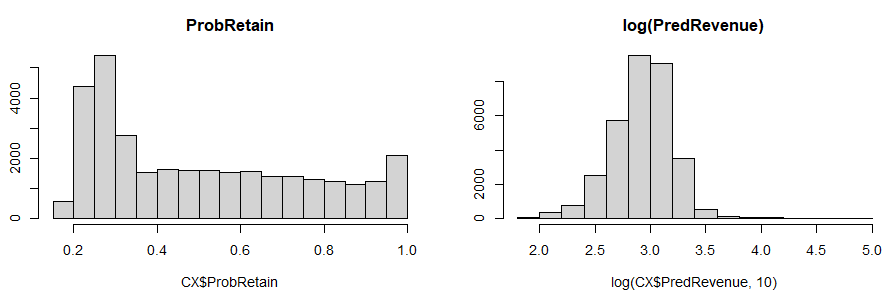 ProbRetain
0 2000 4000
0.2 0.4 0.6 0.8 1.0
CX$ProbRetain
log(PredRevenue)
0 2000 6000
2.0 2.5 3.0 3.5 4.0 4.5 5.0
log(CX$PredRevenue, 10)